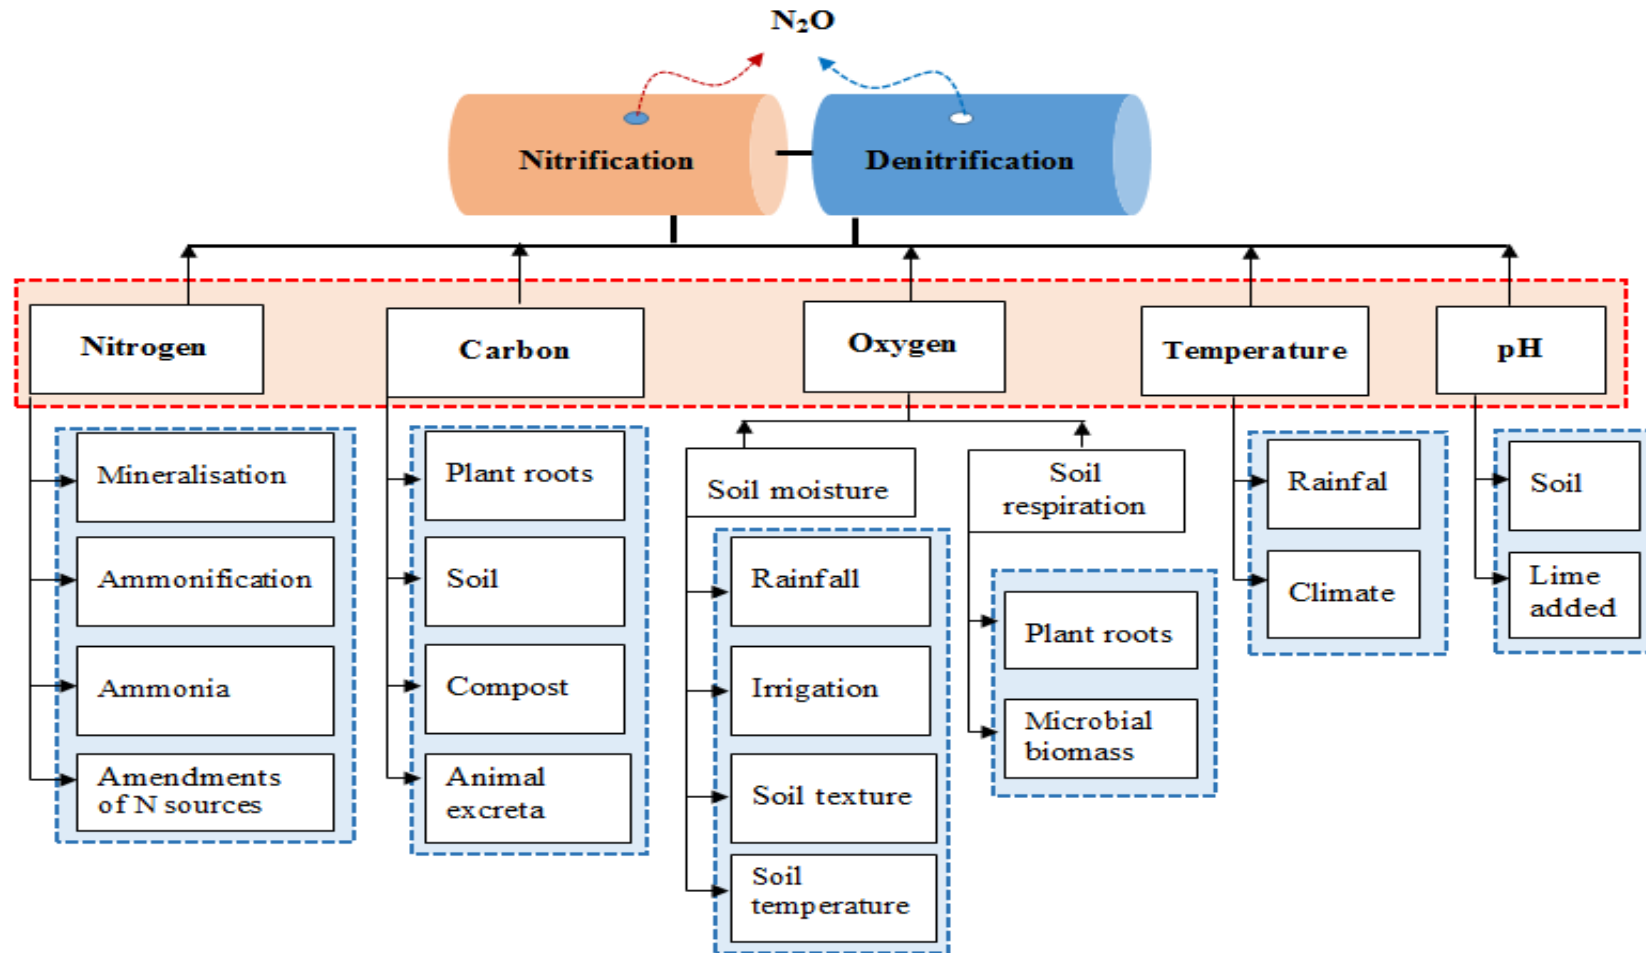 N₂O
Nitrification
Denitrification
Nitrogen
Carbon
Oxygen
Temperature
pH
Mineralisation
Ammonification
Ammonia
Amendments
of N sources
Plant roots
Soil
Compost
Animal
excreta
Soil moisture
Rainfall
Irrigation
Soil texture
Soil
temperature
Soil
respiration
Plant roots
Microbial
biomass
Rainfal
Climate
Soil
Lime
added